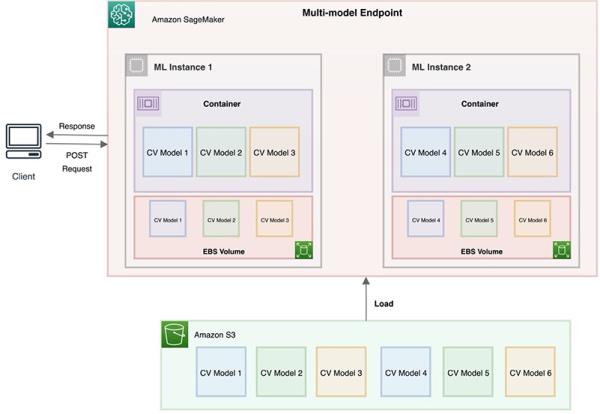 Multi-model Endpoint
Amazon SageMaker
ML Instance 1
ML Instance 2
Container
Container
CV Model 1
CV Model 2
CV Model 3
CV Model 4
CV Model 5
CV Model 6
Response
POST
Request
Client
CV Model 1
CV Model 2
CV Model 3
CV Model 4
CV Model 5
CV Model 6
EBS Volume
EBS Volume
Load
Amazon S3
CV Model 1
CV Model 2
CV Model 3
CV Model 4
CV Model 5
CV Model 6